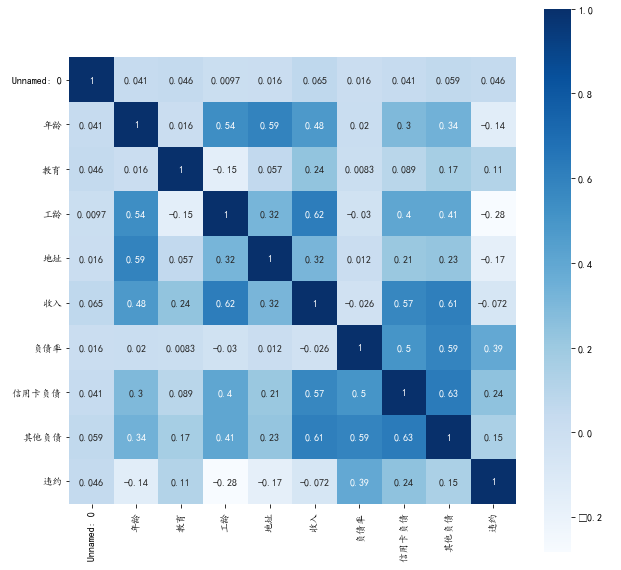 1.0
Unnamed: 0 1 0.041 0.046 0.0097 0.016 0.065 0.016 0.041 0.059 0.046
年龄 0.041 1 0.016 0.54 0.59 0.48 0.02 0.3 0.34 −0.14
0.8
教育 0.046 0.016 1 −0.15 0.057 0.24 0.0083 0.089 0.17 0.11
0.6
工龄 0.0097 0.54 −0.15 1 0.32 0.62 −0.03 0.4 0.41 −0.28
地址 0.016 0.59 0.057 0.32 1 0.32 0.012 0.21 0.23 −0.17
0.4
收入 0.065 0.48 0.24 0.62 0.32 1 −0.026 0.57 0.61 −0.072
负债率 0.016 0.02 0.0083 −0.03 0.012 −0.026 1 0.5 0.59 0.39
0.2
信用卡负债 0.041 0.3 0.089 0.4 0.21 0.57 0.5 1 0.63 0.24
其他负债 0.059 0.34 0.17 0.41 0.23 0.61 0.59 0.63 1 0.15
0.0
违约 0.046 −0.14 0.11 −0.28 −0.17 −0.072 0.39 0.24 0.15 1
□0.2
Unnamed: 0 年龄 教育 工龄 地址 收入 负债率 信用卡负债 其他负债 违约